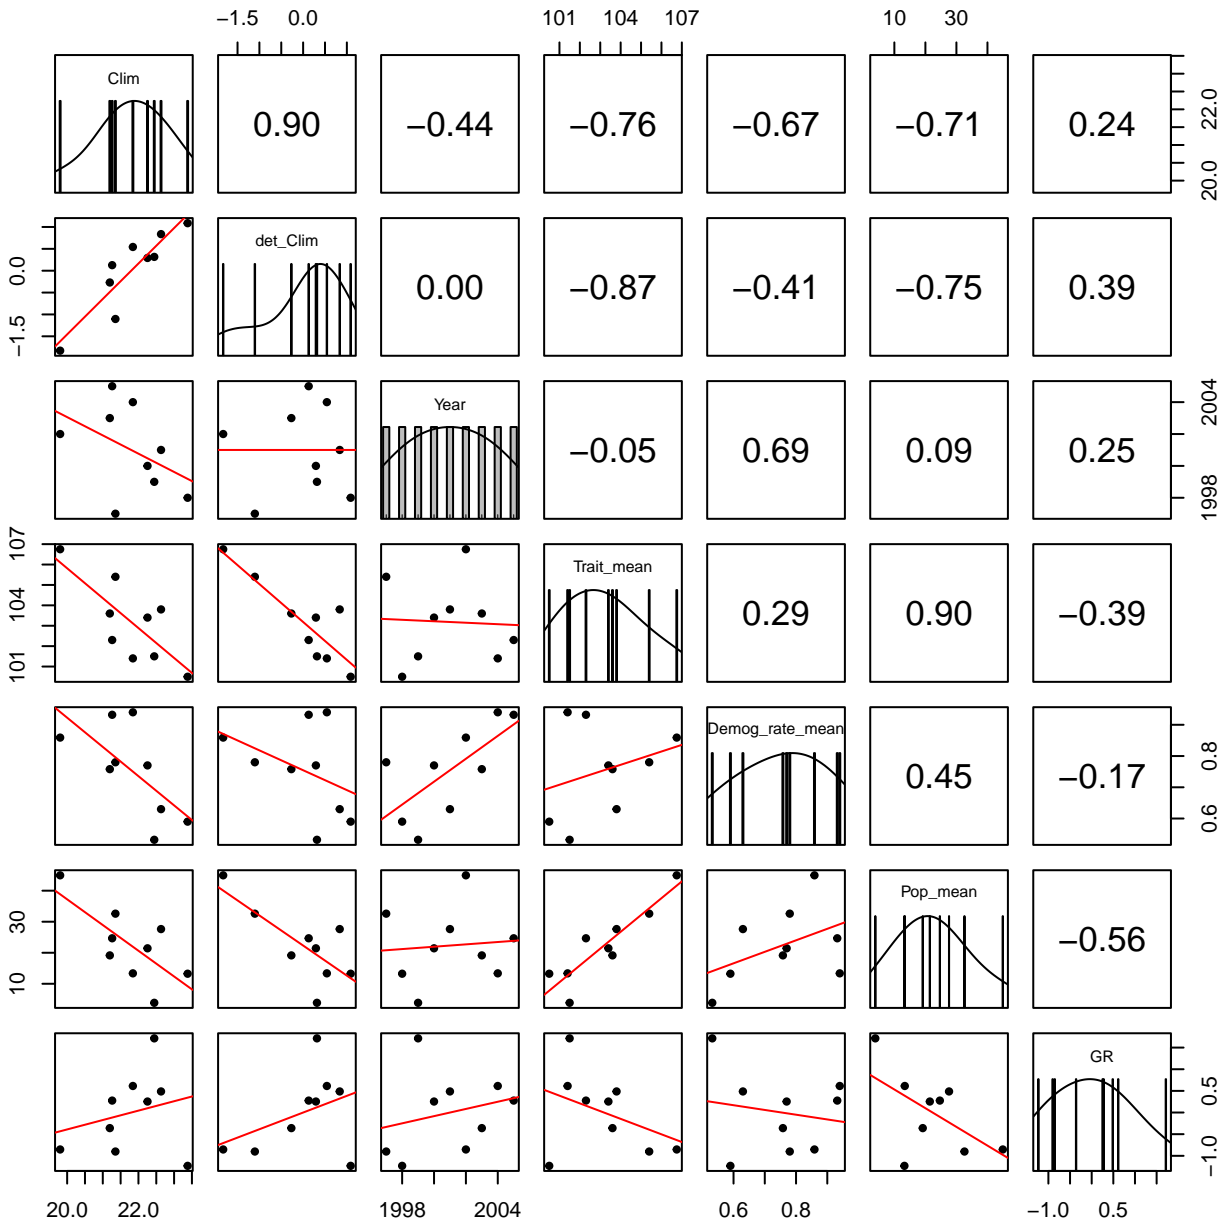 −1.5 0.0 101 104 107 10 30
Clim 0.90 −0.44 −0.76 −0.67 −0.71 0.24 20.0 22.0
−1.5 0.0 det_Clim 0.00 −0.87 −0.41 −0.75 0.39
Year −0.05 0.69 0.09 0.25 1998 2004
101 104 107 Trait_mean 0.29 0.90 −0.39
Demog_rate_mean 0.45 −0.17 0.6 0.8
10 30 Pop_mean −0.56
GR −1.0 0.5
20.0 22.0 1998 2004 0.6 0.8 −1.0 0.5